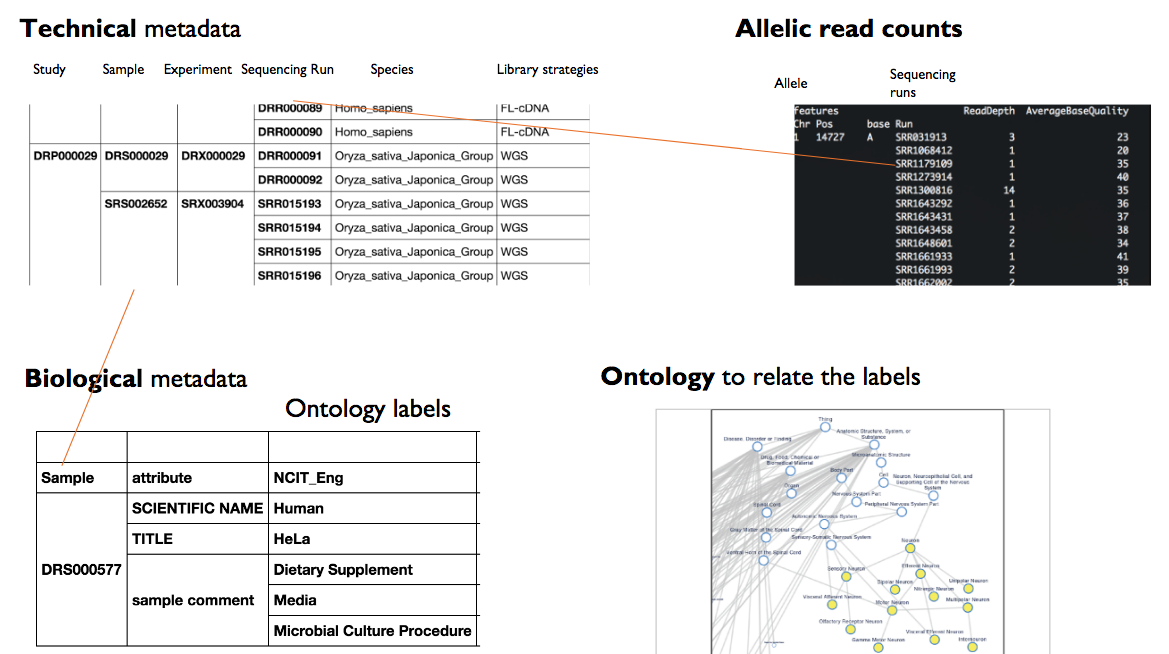 Technical metadata
Study Sample Experiment Sequencing Run Species Library strategies
DRR000089 Homo_sapiens FL-cDNA
DRR000090 Homo_sapiens FL-cDNA
DRP000029 DRS000029 DRX000029 DRR000091 Oryza_sativa_Japonica_Group WGS
DRR000092 Oryza_sativa_Japonica_Group WGS
SRS002652 SRX003904 SRR015193 Oryza_sativa_Japonica_Group WGS
SRR015194 Oryza_sativa_Japonica_Group WGS
SRR015195 Oryza_sativa_Japonica_Group WGS
SRR015196 Oryza_sativa_Japonica_Group WGS
Allelic read counts
Allele
Sequencing
runs
features ReadDepth AverageBaseQuality
Chr Pos base Run
1 14727 A SRR031913 3 23
SRR1068412 1 20
SRR1179109 1 35
SRR1273914 1 40
SRR1300816 14 35
SRR1643292 1 36
SRR1643431 1 37
SRR1643458 2 38
SRR1648601 2 34
SRR1661933 1 41
SRR1661993 2 39
SRR1662002 2 35
Biological metadata
Ontology labels
Sample attribute NCIT_Eng
SCIENTIFIC NAME Human
TITLE HeLa
DRS000577
Dietary Supplement
sample comment Media
Microbial Culture Procedure
Ontology to relate the labels
Thing
Disease, Disorder or Finding
Anatomic Structure, System, or
Substance
Drug, Food, Chemical or
Biomedical Material
Microanatomic Structure
Body Part
Cell
Neuron, Neuroepithelial Cell, and
Supporting Cell of the Nervous
System
Organ
Nervous System Part
Peripheral Nervous System Part
Spinal Cord
Autonomic Nervous System
Gray Matter of the Spinal Cord
Sensory-Somatic Nervous System
Ventral Horn of the Spinal Cord
Neuron
Sensory Neuron
Efferent Neuron
Bipolar Neuron
Unipolar Neuron
Visceral Afferent Neuron
Motor Neuron
Multipolar Neuron
Olfactory Receptor Neuron
Visceral Efferent Neuron
Gamma Motor Neuron
Interneuron